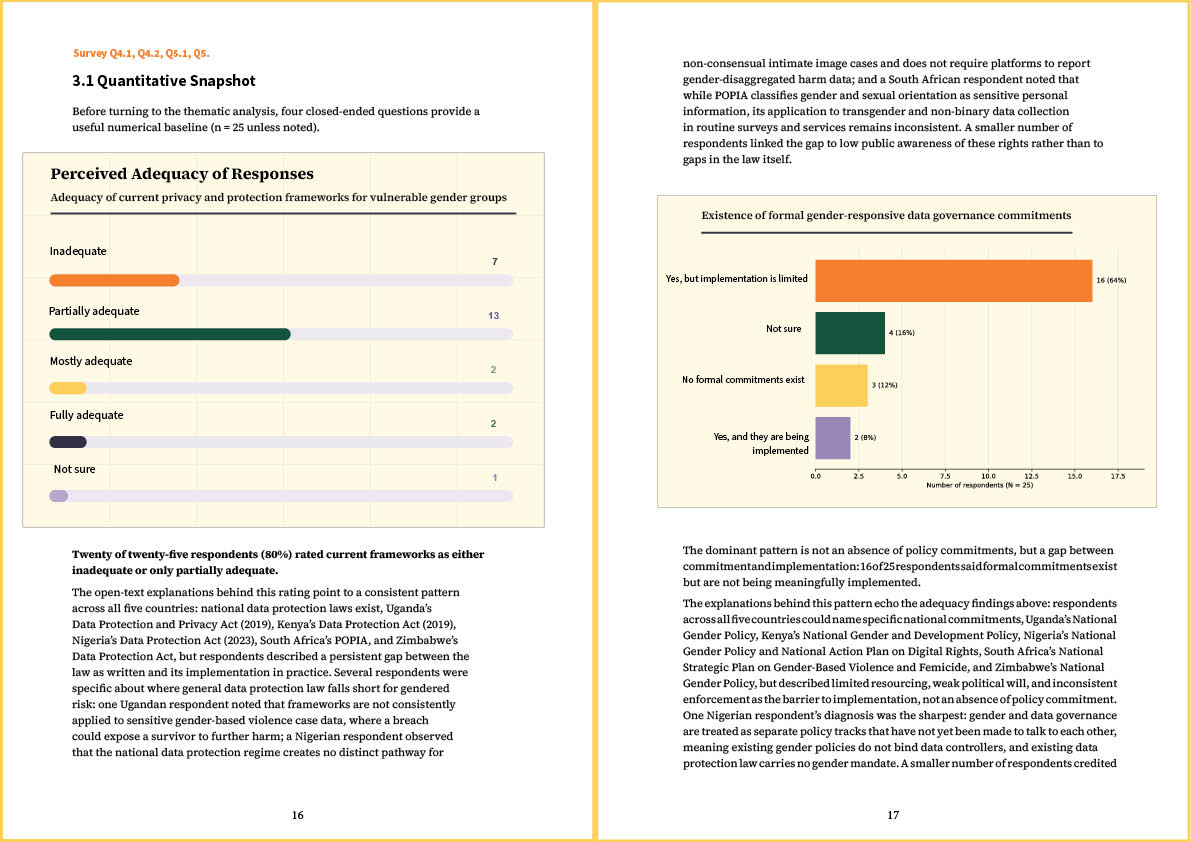 Survey Q4.1, Q4.2, Q5.1, Q5.
3.1 Quantitative Snapshot
Before turning to the thematic analysis, four closed-ended questions provide a
useful numerical baseline (n = 25 unless noted).
Perceived Adequacy of Responses
Adequacy of current privacy and protection frameworks for vulnerable gender groups
Inadequate
7
Partially adequate
13
Mostly adequate
2
Fully adequate
2
Not sure
1
Twenty of twenty-five respondents (80%) rated current frameworks as either
inadequate or only partially adequate.
The open-text explanations behind this rating point to a consistent pattern
across all five countries: national data protection laws exist, Uganda's
Data Protection and Privacy Act (2019), Kenya's Data Protection Act (2019),
Nigeria's Data Protection Act (2023), South Africa's POPIA, and Zimbabwe's
Data Protection Act, but respondents described a persistent gap between the
law as written and its implementation in practice. Several respondents were
specific about where general data protection law falls short for gendered
risk: one Ugandan respondent noted that frameworks are not consistently
applied to sensitive gender-based violence case data, where a breach
could expose a survivor to further harm; a Nigerian respondent observed
that the national data protection regime creates no distinct pathway for
16
non-consensual intimate image cases and does not require platforms to report
gender-disaggregated harm data; and a South African respondent noted that
while POPIA classifies gender and sexual orientation as sensitive personal
information, its application to transgender and non-binary data collection
in routine surveys and services remains inconsistent. A smaller number of
respondents linked the gap to low public awareness of these rights rather than to
gaps in the law itself.
Existence of formal gender-responsive data governance commitments
Yes, but implementation is limited
16 (64%)
Not sure
4 (16%)
No formal commitments exist
3 (12%)
Yes, and they are being
implemented
2 (8%)
0.0 2.5 5.0 7.5 10.0 12.5 15.0 17.5
Number of respondents (N = 25)
The dominant pattern is not an absence of policy commitments, but a gap between
commitment and implementation: 16 of 25 respondents said formal commitments exist
but are not being meaningfully implemented.
The explanations behind this pattern echo the adequacy findings above: respondents
across all five countries could name specific national commitments, Uganda's National
Gender Policy, Kenya's National Gender and Development Policy, Nigeria's National
Gender Policy and National Action Plan on Digital Rights, South Africa's National
Strategic Plan on Gender-Based Violence and Femicide, and Zimbabwe's National
Gender Policy, but described limited resourcing, weak political will, and inconsistent
enforcement as the barrier to implementation, not an absence of policy commitment.
One Nigerian respondent's diagnosis was the sharpest: gender and data governance
are treated as separate policy tracks that have not yet been made to talk to each other,
meaning existing gender policies do not bind data controllers, and existing data
protection law carries no gender mandate. A smaller number of respondents credited
17